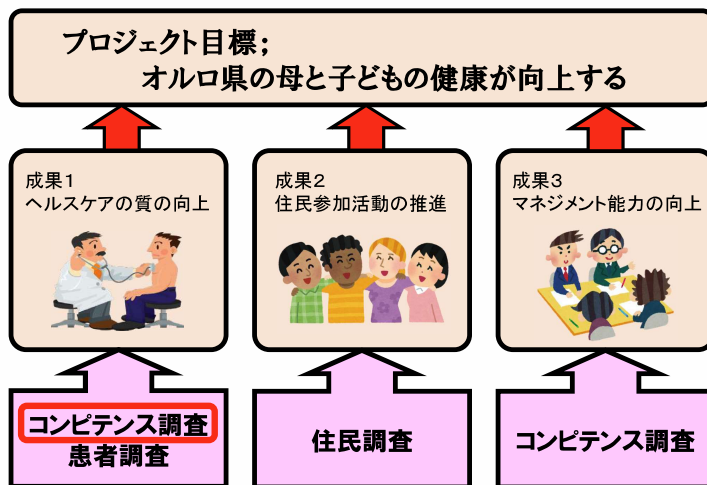 プロジェクト目標;
オルロ県の母と子どもの健康が向上する
成果1
ヘルスケアの質の向上
成果2
住民参加活動の推進
成果3
マネジメント能力の向上
コンピテンス調査
患者調査
住民調査
コンピテンス調査